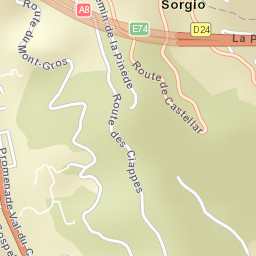 Sorgio
A8
E74
D24
La P
Route du Mont-Gros
Chemin de la Pinède
Route de Castellar
Route des Ciappes
Promenade Val du C
Sospe